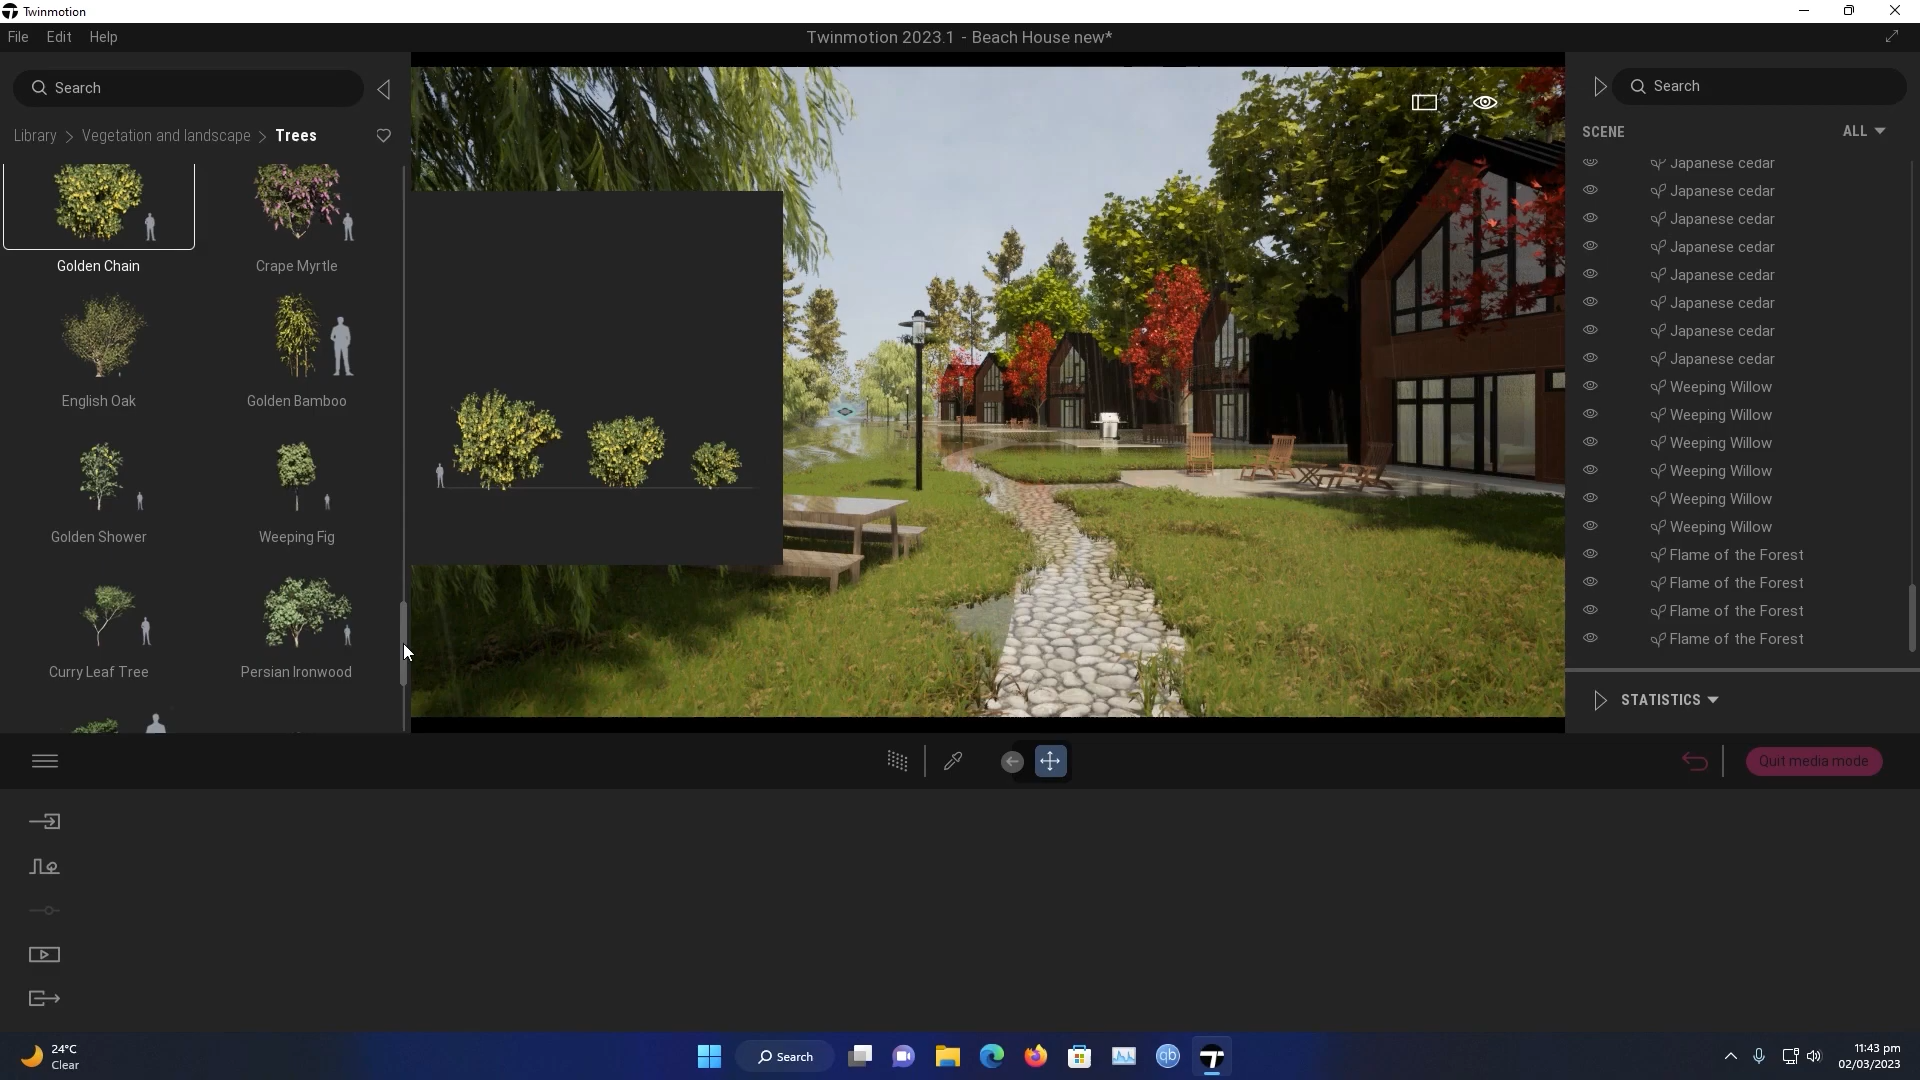 Twinmotion
File Edit Help
Twinmotion 2023.1 - Beach House new*
Search
Library > Vegetation and landscape > Trees
Golden Chain
Crape Myrtle
English Oak
Golden Bamboo
Golden Shower
Weeping Fig
Curry Leaf Tree
Persian Ironwood
Search
SCENE
ALL
Japanese cedar
Japanese cedar
Japanese cedar
Japanese cedar
Japanese cedar
Japanese cedar
Japanese cedar
Japanese cedar
Weeping Willow
Weeping Willow
Weeping Willow
Weeping Willow
Weeping Willow
Weeping Willow
Flame of the Forest
Flame of the Forest
Flame of the Forest
Flame of the Forest
STATISTICS
Quit media mode
24°C
Clear
Search
qb
11:43 pm
02/03/2023